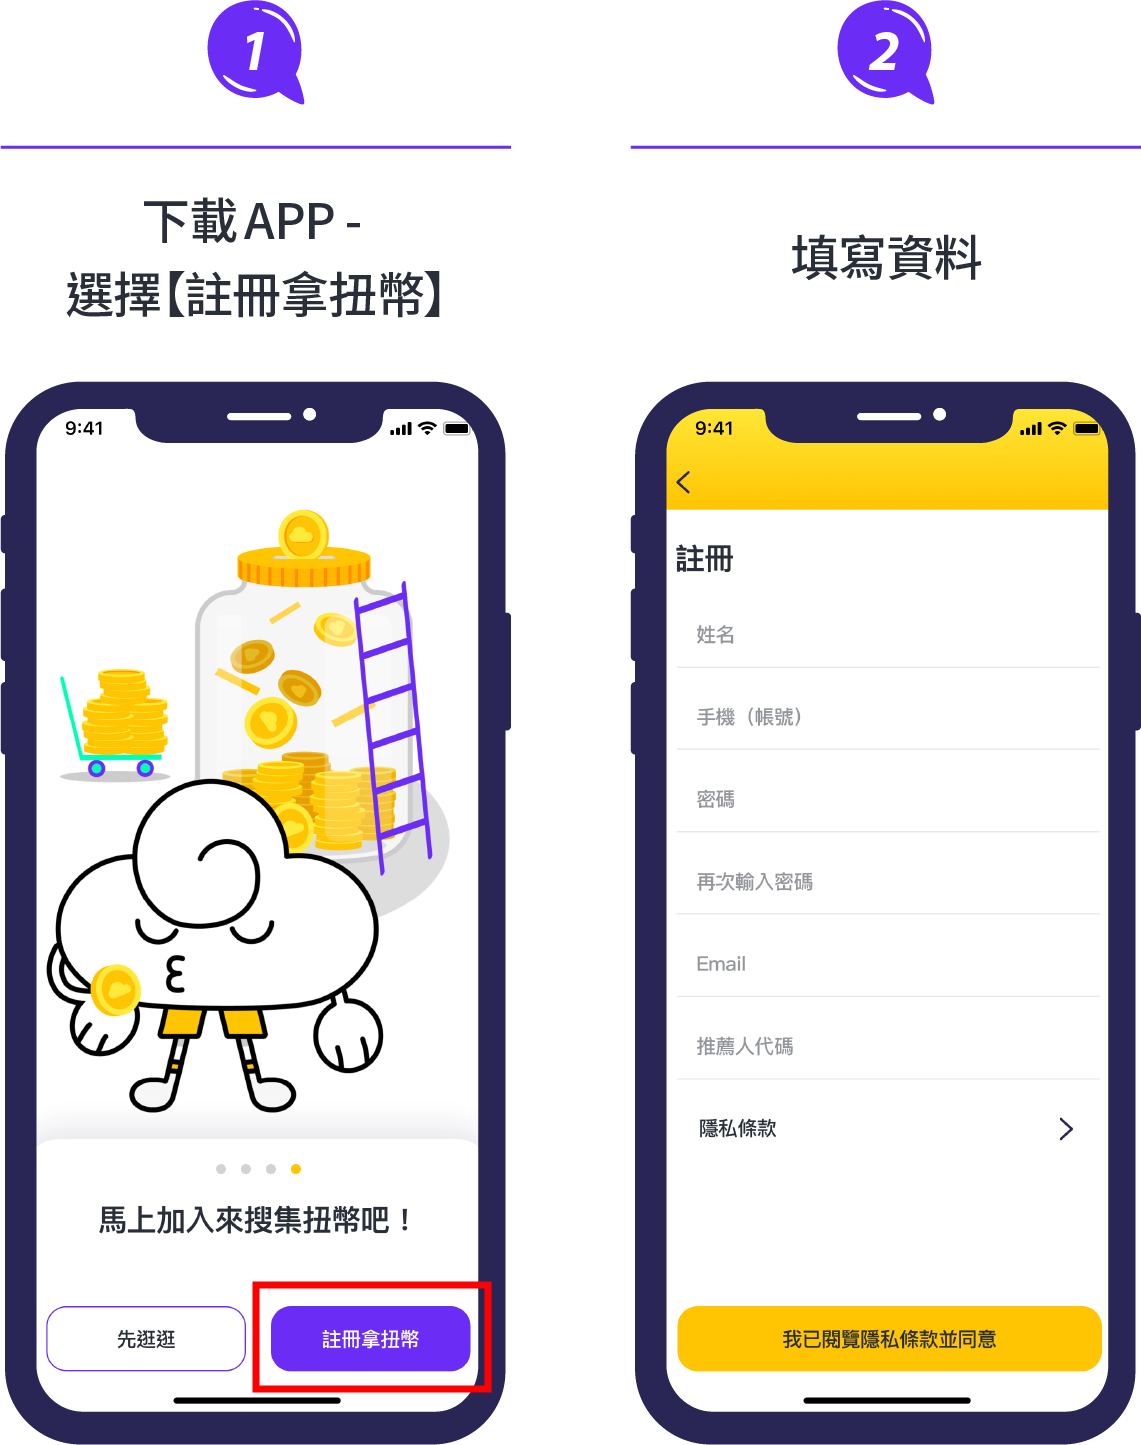 1
下載 APP -
選擇【註冊拿扭幣】
9:41
馬上加入來搜集扭幣吧！
先逛逛
註冊拿扭幣
2
填寫資料
9:41
註冊
姓名
手機（帳號）
密碼
再次輸入密碼
Email
推薦人代碼
隱私條款
我已閱覽隱私條款並同意